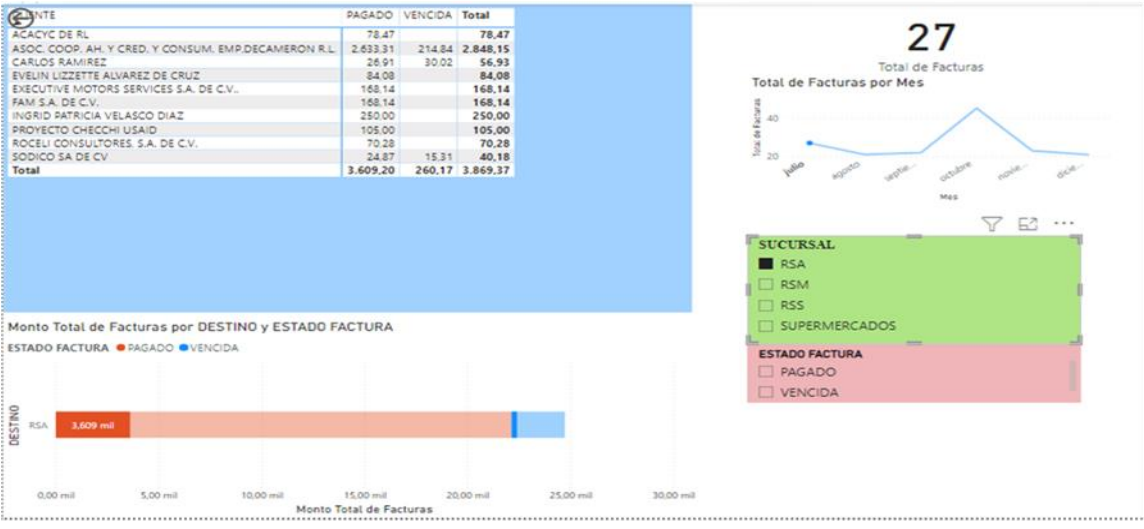 PAGADO VENCIDA Total
ACACYC DE RL 78,47 78,47
ASOC. COOP. AH. Y CRED. Y CONSUM. EMP.DECAMERON R.L. 2.633,31 214,84 2.848,15
CARLOS RAMIREZ 26,91 30,02 56,93
EVELIN LIZZETTE ALVAREZ DE CRUZ 84,08 84,08
EXECUTIVE MOTORS SERVICES S.A. DE C.V.. 168,14 168,14
FAM S.A. DE C.V. 168,14 168,14
INGRID PATRICIA VELASCO DIAZ 250,00 250,00
PROYECTO CHECCHI USAID 105,00 105,00
ROCELI CONSULTORES. S.A. DE C.V. 70,28 70,28
SODICO SA DE CV 24,87 15,31 40,18
Total 3.609,20 260,17 3.869,37
27
Total de Facturas
Total de Facturas por Mes
Total de Facturas
40
20
julio agosto septie... octubre novie... dicie...
Mes
SUCURSAL
RSA
RSM
RSS
SUPERMERCADOS
ESTADO FACTURA
PAGADO
VENCIDA
Monto Total de Facturas por DESTINO y ESTADO FACTURA
ESTADO FACTURA PAGADO VENCIDA
DESTINO
RSA 3,609 mil
0,00 mil 5,00 mil 10,00 mil 15,00 mil 20,00 mil 25,00 mil 30,00 mil
Monto Total de Facturas